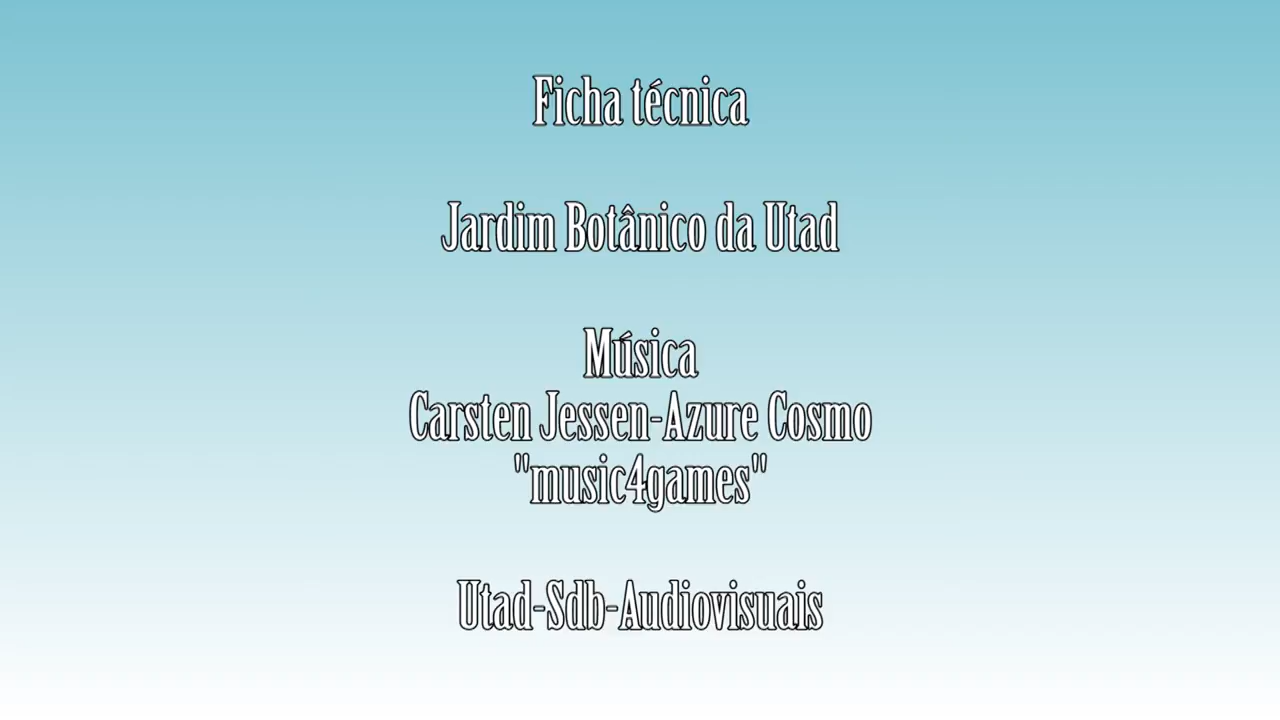 Ficha técnica
Jardim Botânico da Utad
Música
Carsten Jessen-Azure Cosmo
"music4games"
Utad-Sdb-Audiovisuais